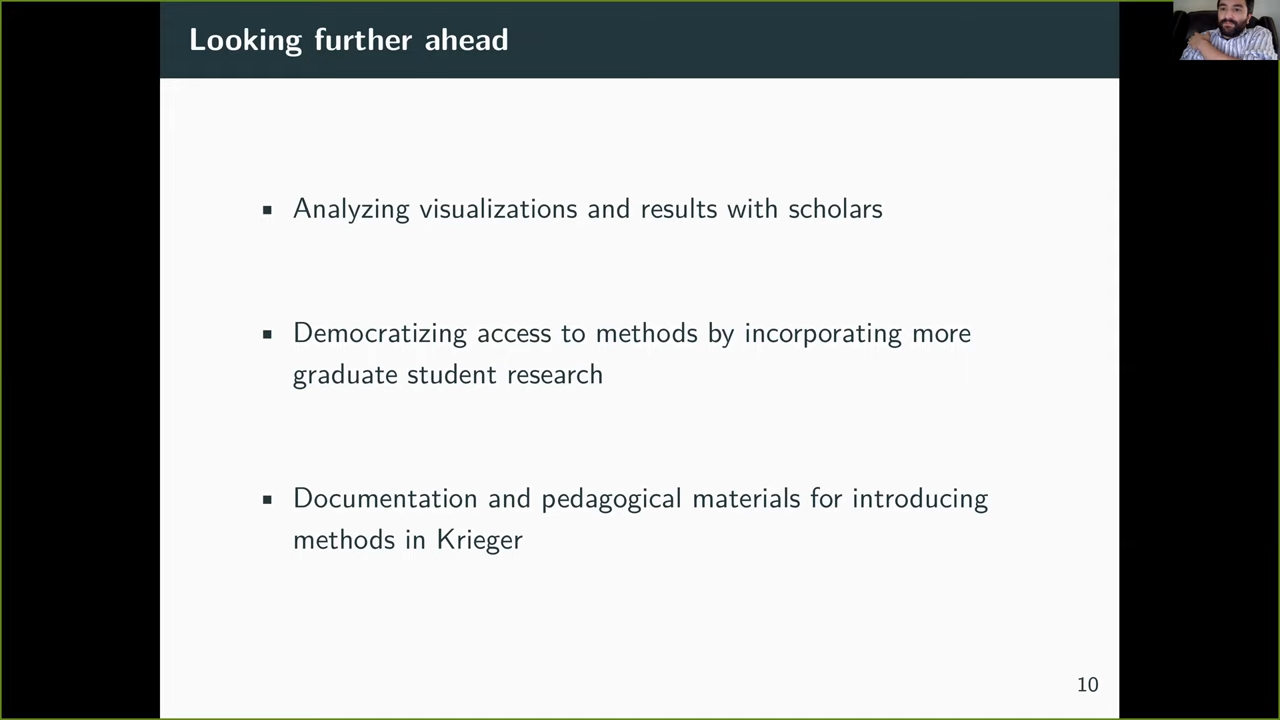 Looking further ahead
▪ Analyzing visualizations and results with scholars
▪ Democratizing access to methods by incorporating more
graduate student research
▪ Documentation and pedagogical materials for introducing
methods in Krieger
10